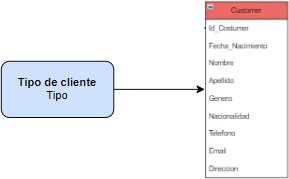 Customer
Id_Costumer
Fecha_Nacimiento
Nombre
Apellido
Genero
Nacionalidad
Telefono
Email
Direccion
Tipo de cliente
Tipo